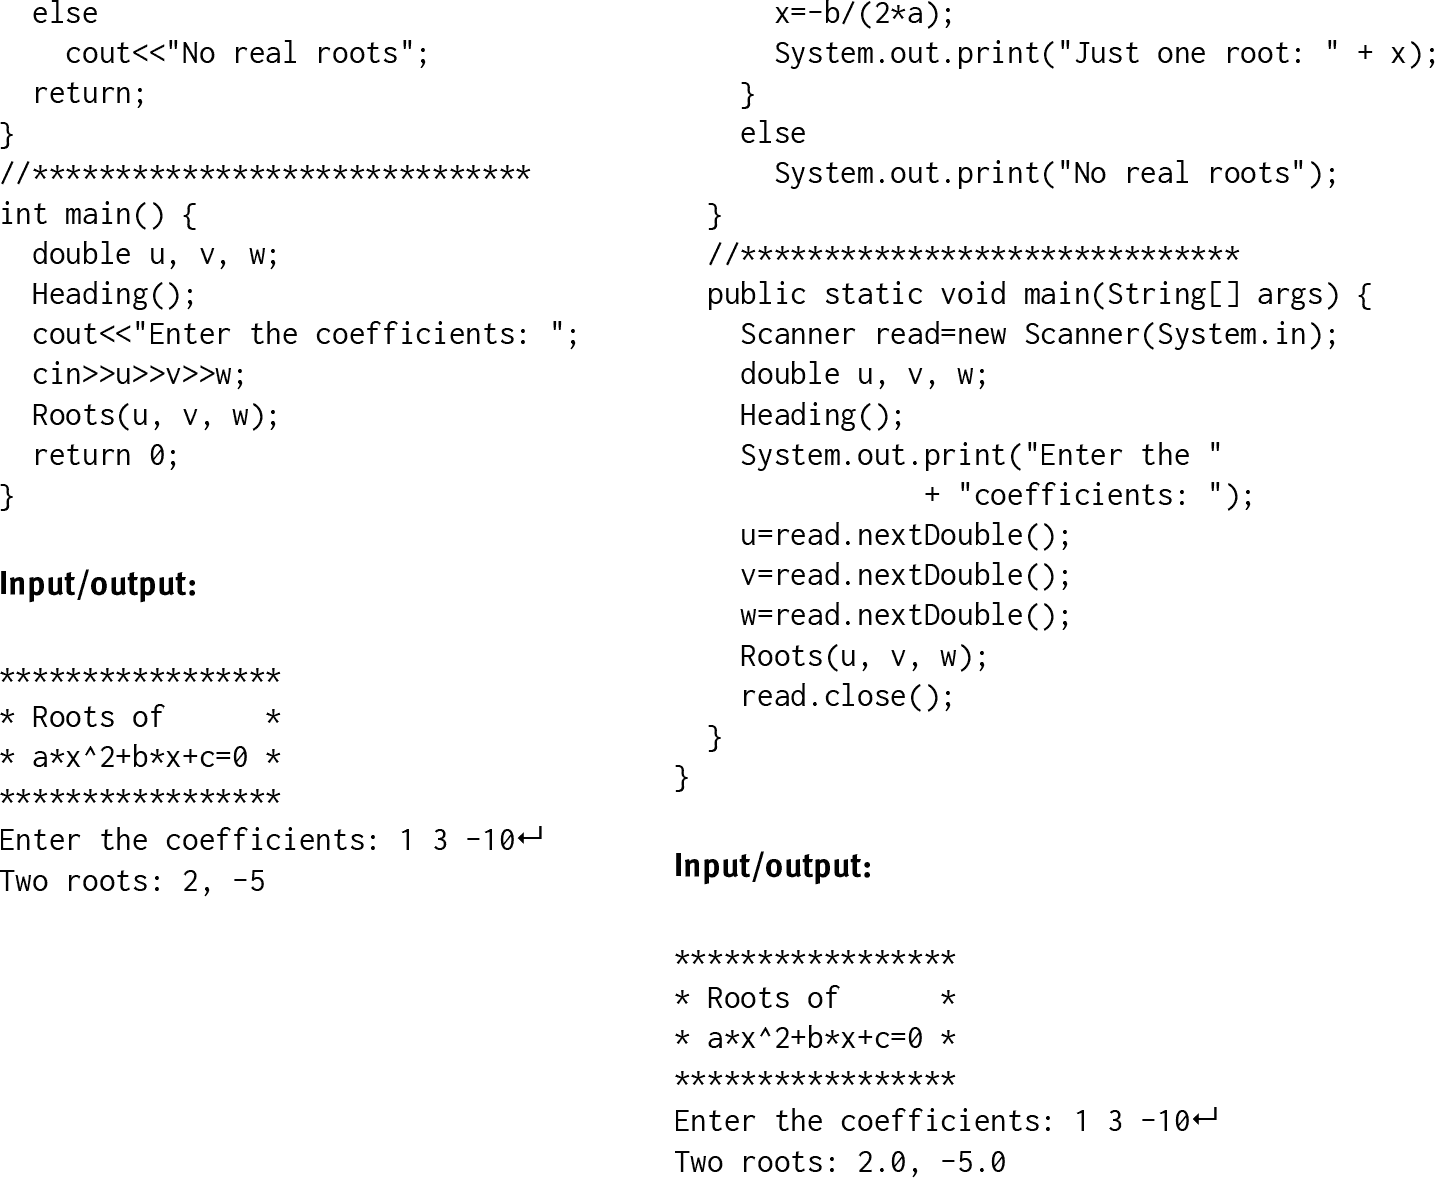 else
    cout<<"No real roots";
  return;
}
//******************************
int main() {
  double u, v, w;
  Heading();
  cout<<"Enter the coefficients: ";
  cin>>u>>v>>w;
  Roots(u, v, w);
  return 0;
}
Input/output:
*****************
* Roots of      *
* a*x^2+b*x+c=0 *
*****************
Enter the coefficients: 1 3 -10↵
Two roots: 2, -5
      x=-b/(2*a);
      System.out.print("Just one root: " + x);
    }
    else
      System.out.print("No real roots");
  }
  //******************************
  public static void main(String[] args) {
    Scanner read=new Scanner(System.in);
    double u, v, w;
    Heading();
    System.out.print("Enter the "
               + "coefficients: ");
    u=read.nextDouble();
    v=read.nextDouble();
    w=read.nextDouble();
    Roots(u, v, w);
    read.close();
  }
}
Input/output:
*****************
* Roots of      *
* a*x^2+b*x+c=0 *
*****************
Enter the coefficients: 1 3 -10↵
Two roots: 2.0, -5.0